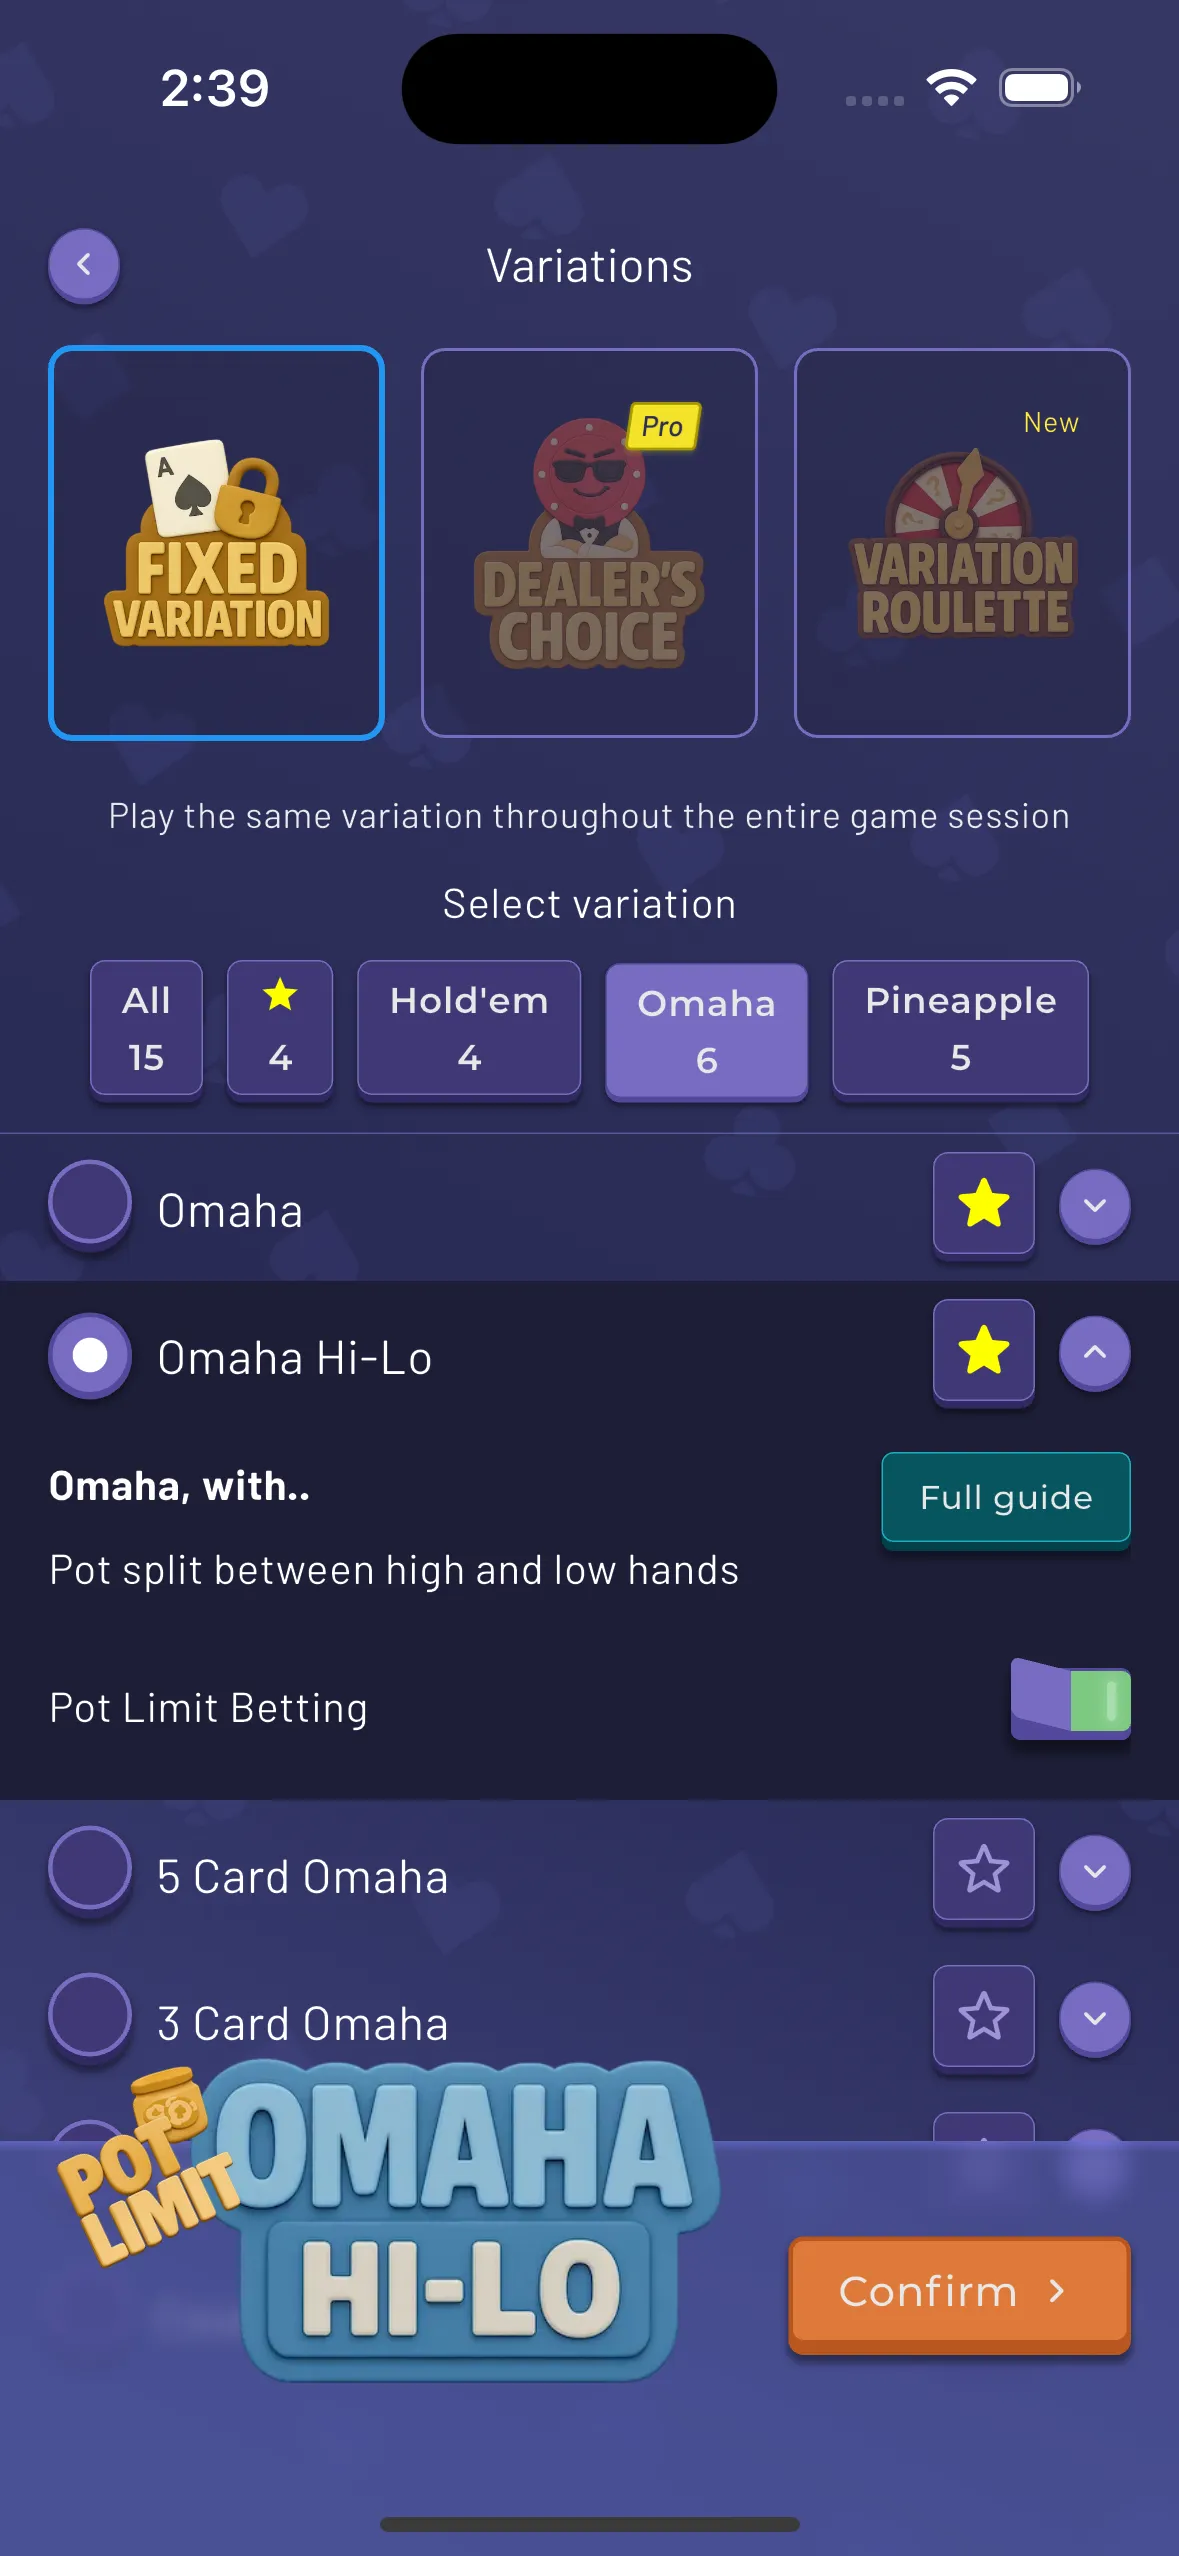 2:39
Variations
A
FIXED
VARIATION
Pro
DEALER'S
CHOICE
New
VARIATION
ROULETTE
Play the same variation throughout the entire game session
Select variation
All
15
4
Hold'em
4
Omaha
6
Pineapple
5
Omaha
Omaha Hi-Lo
Omaha, with..
Full guide
Pot split between high and low hands
Pot Limit Betting
5 Card Omaha
3 Card Omaha
POT
LIMIT
OMAHA
HI-LO
Confirm